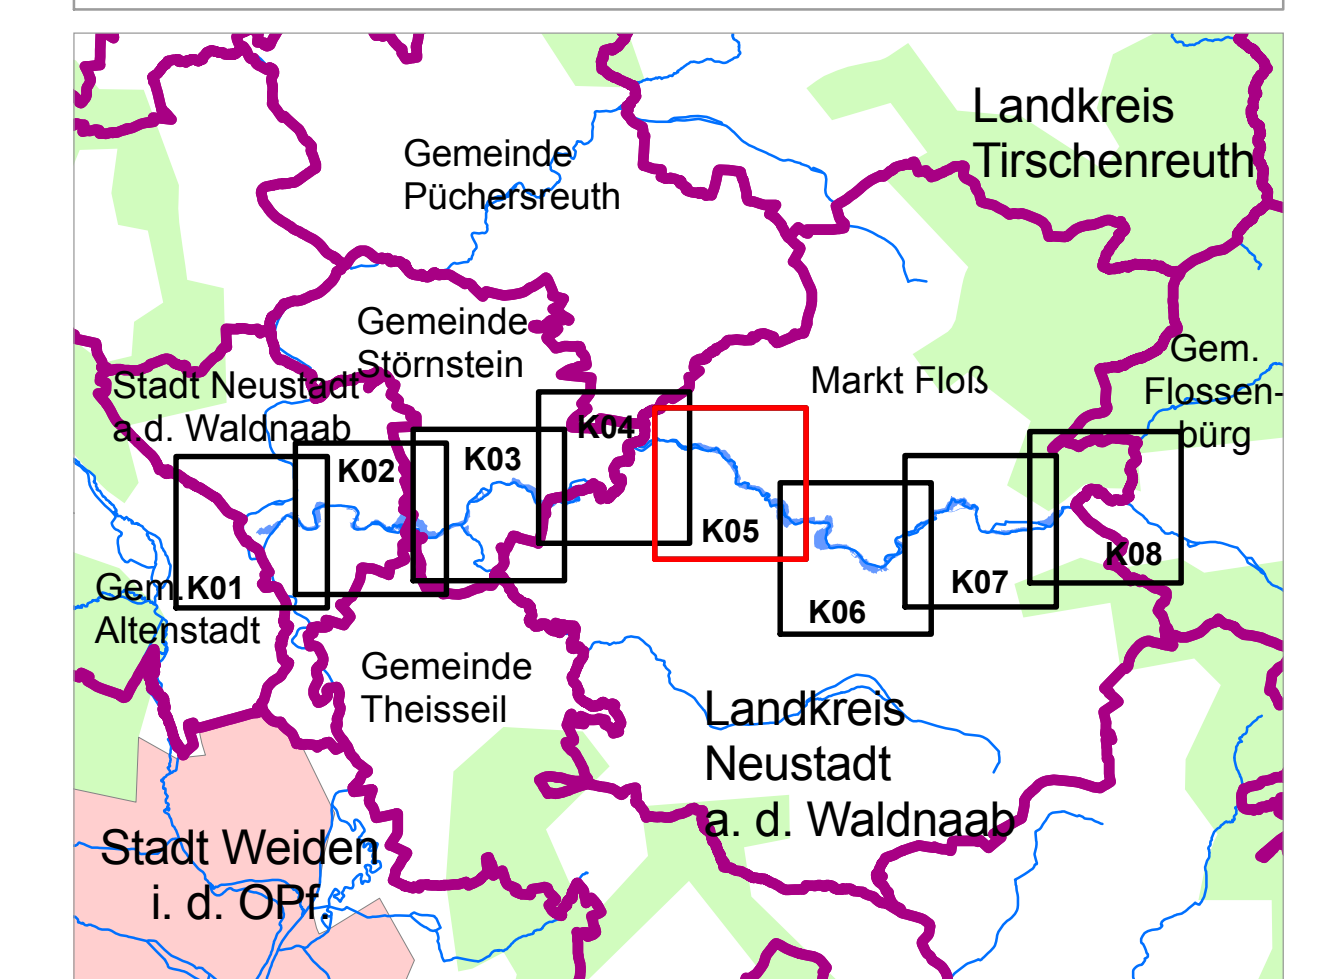 Landkreis
Tirschenreuth
Gemeinde
Püchersreuth
Gemeinde
Störnstein
Gem.
Flossen-
bürg
Markt Floß
Stadt Neustadt
a.d. Waldnaab
K04
K03
K02
K05
K08
K07
K01
K06
Gem.
Altenstadt
Gemeinde
Theisseil
Landkreis
Neustadt
a. d. Waldnaab
Stadt Weiden
i. d. OPf.